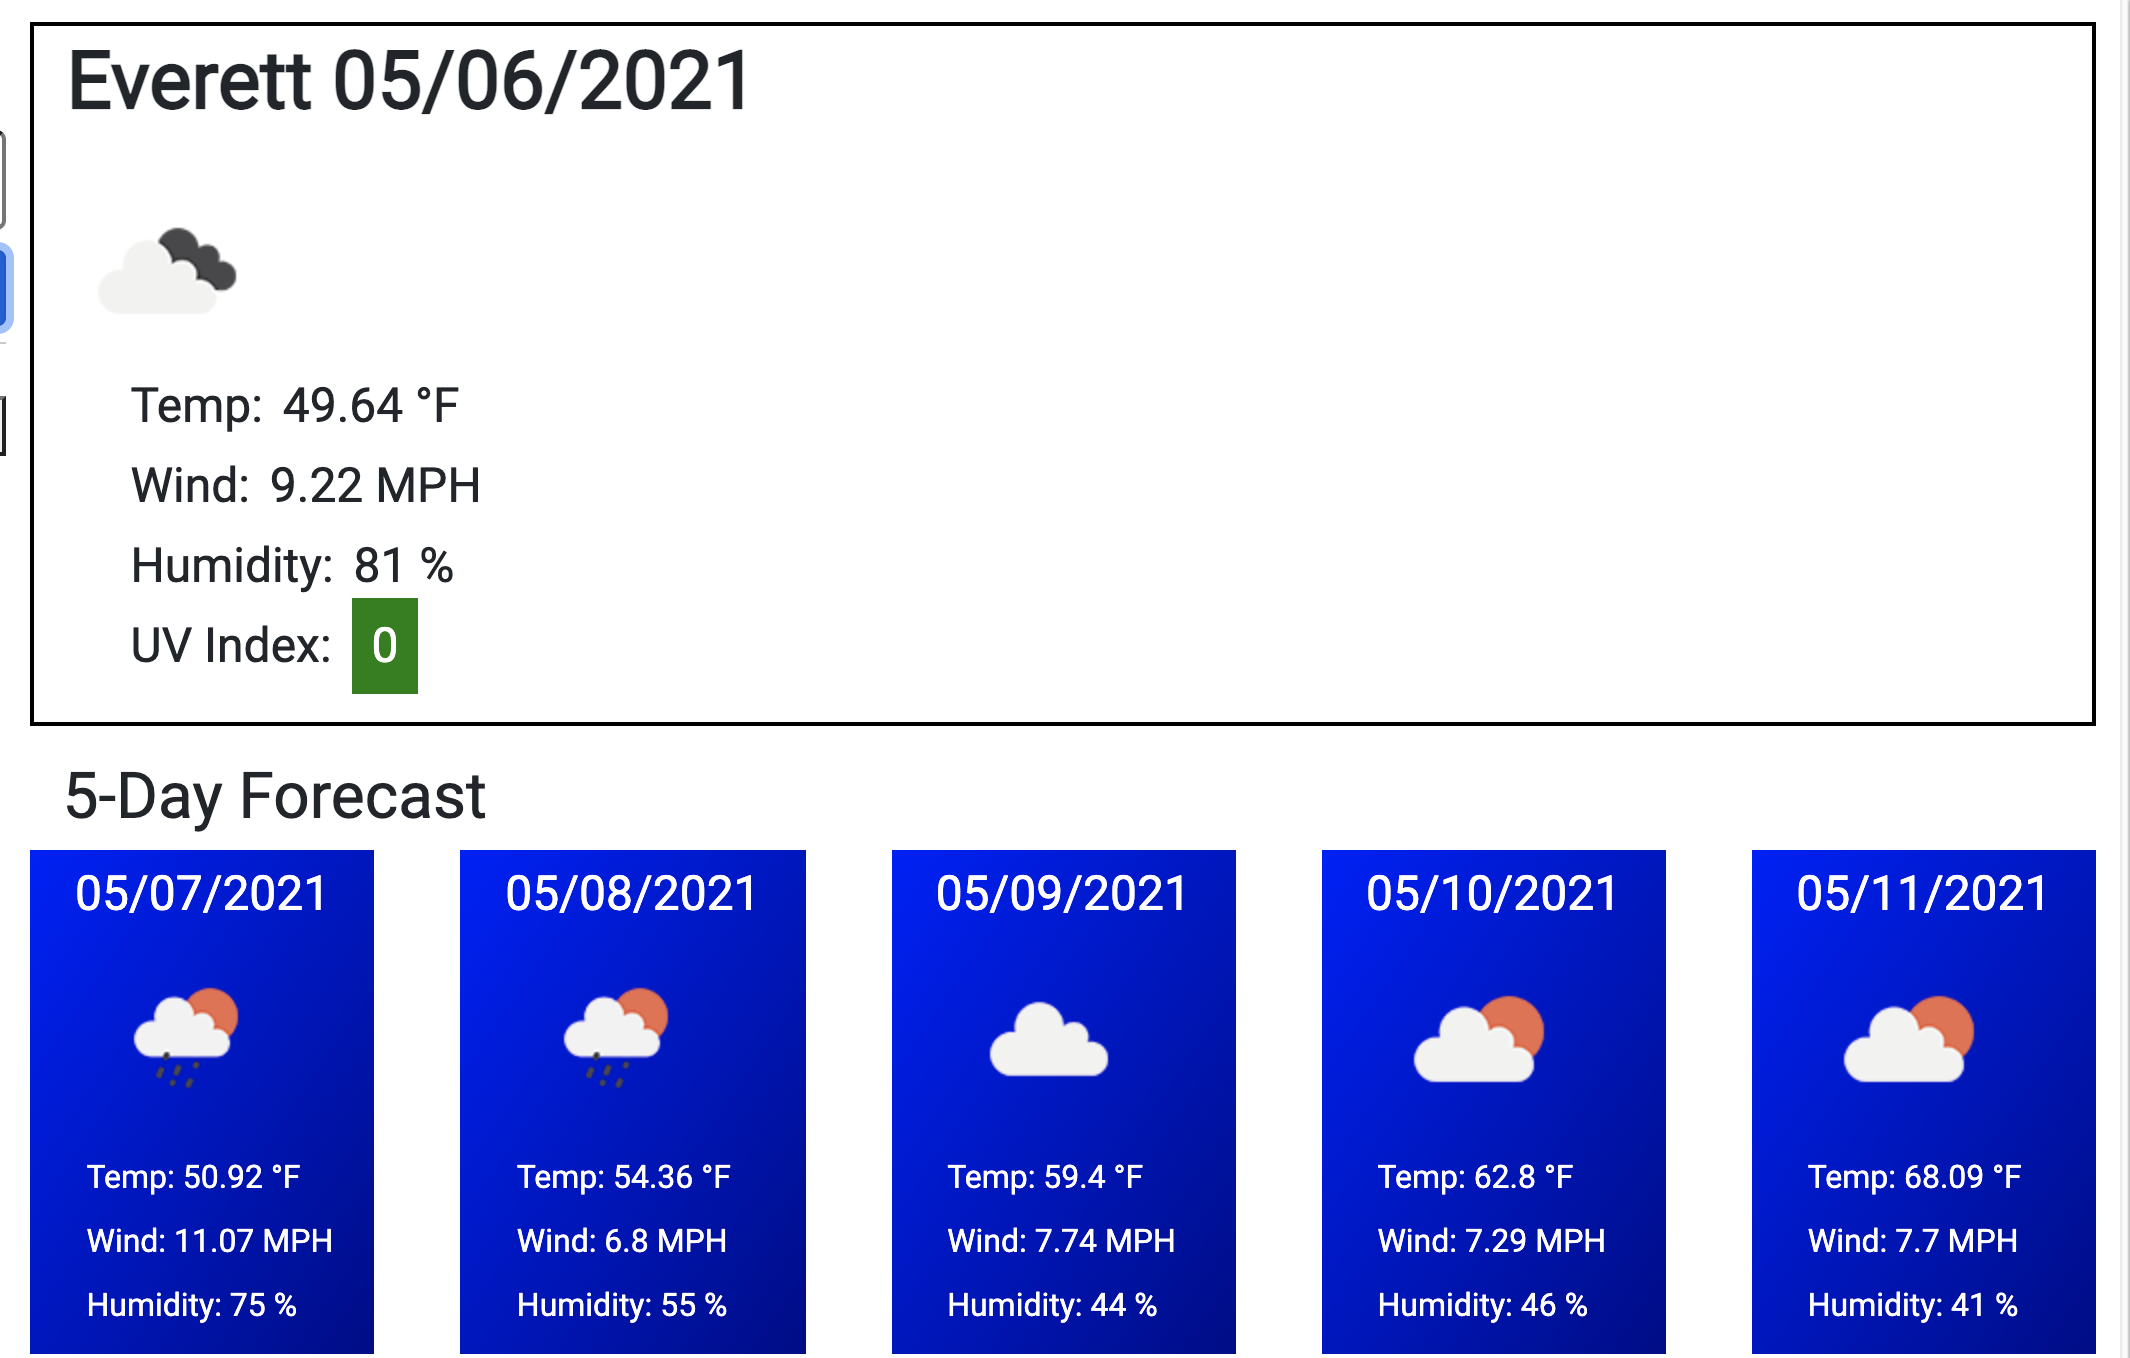 Everett 05/06/2021
Temp: 49.64 °F
Wind: 9.22 MPH
Humidity: 81 %
UV Index: 0
5-Day Forecast
05/07/2021
Temp: 50.92 °F
Wind: 11.07 MPH
Humidity: 75 %
05/08/2021
Temp: 54.36 °F
Wind: 6.8 MPH
Humidity: 55 %
05/09/2021
Temp: 59.4 °F
Wind: 7.74 MPH
Humidity: 44 %
05/10/2021
Temp: 62.8 °F
Wind: 7.29 MPH
Humidity: 46 %
05/11/2021
Temp: 68.09 °F
Wind: 7.7 MPH
Humidity: 41 %